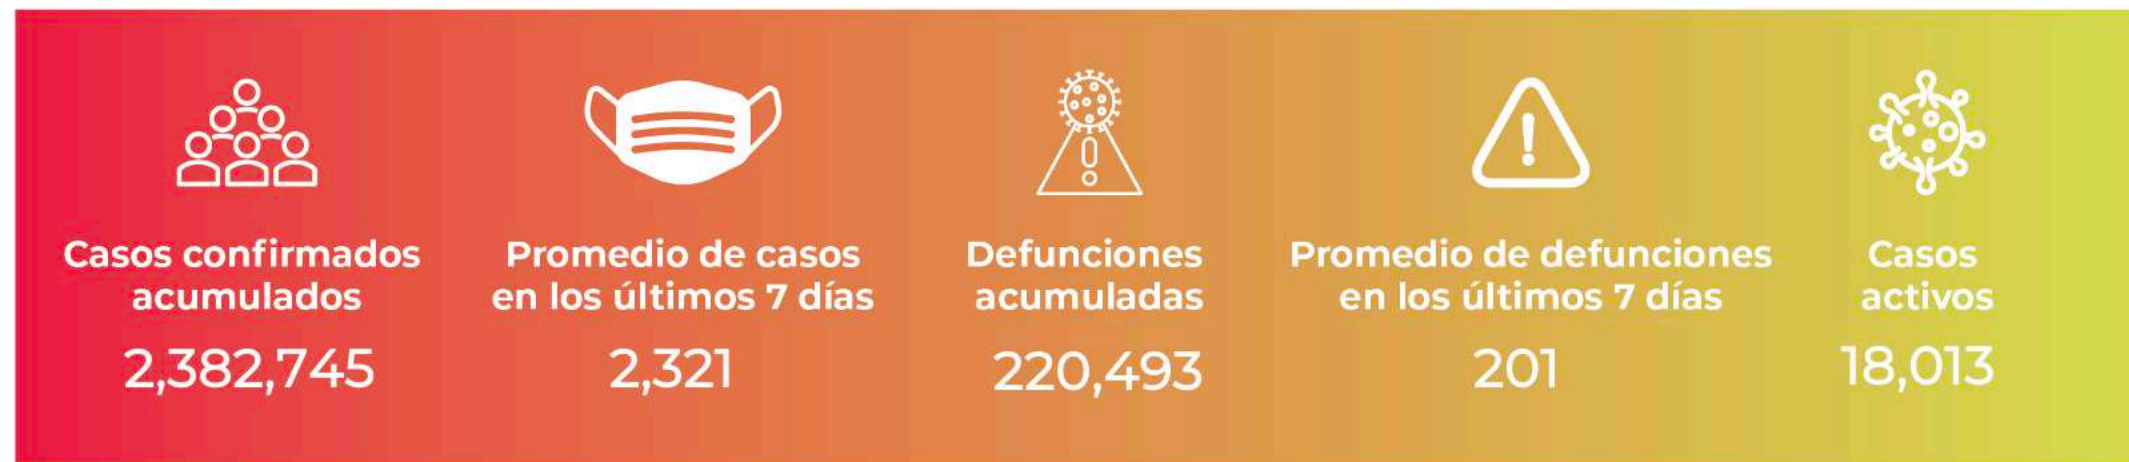 Casos confirmados
acumulados
2,382,745
Promedio de casos
en los últimos 7 días
2,321
Defunciones
acumuladas
220,493
Promedio de defunciones
en los últimos 7 días
201
Casos
activos
18,013